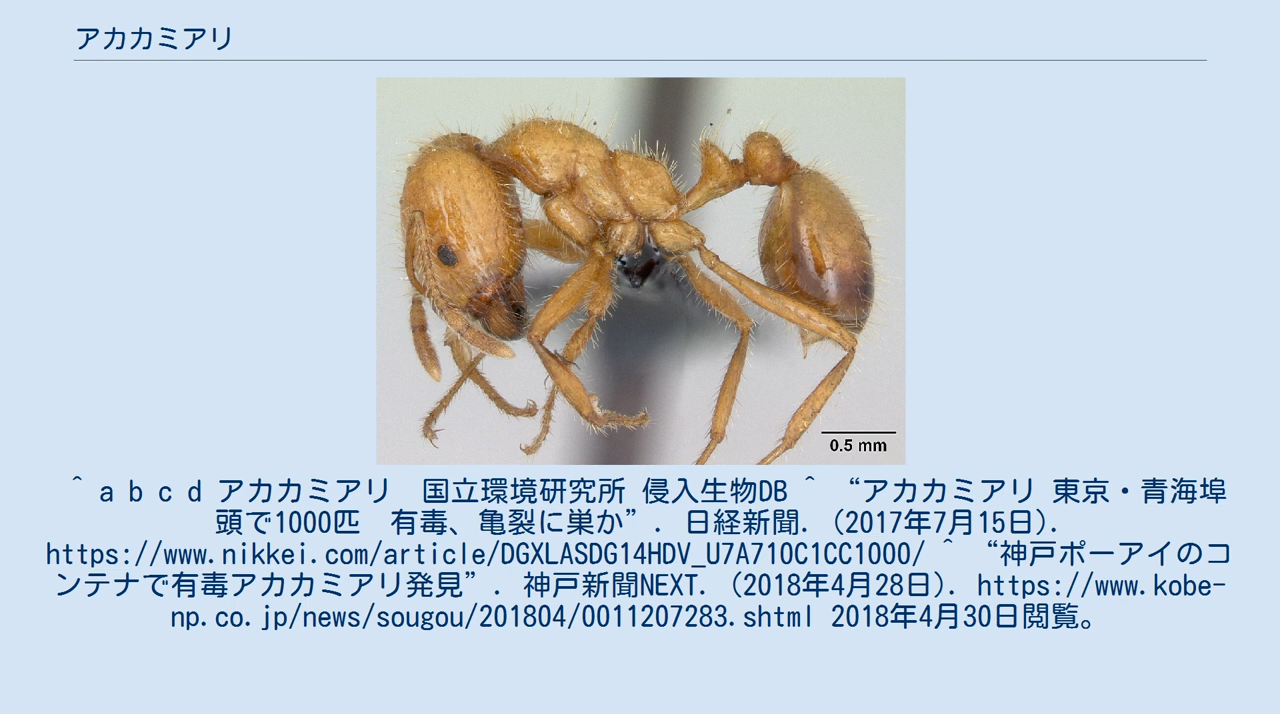 アカカミアリ
0.5 mm
^ a b c d アカカミアリ　国立環境研究所 侵入生物DB ^ “アカカミアリ 東京・青海埠
頭で1000匹　有毒、亀裂に巣か”. 日経新聞. (2017年7月15日).
https://www.nikkei.com/article/DGXLASDG14HDV_U7A710C1CC1000/ ^ “神戸ポーアイのコ
ンテナで有毒アカカミアリ発見”. 神戸新聞NEXT. (2018年4月28日). https://www.kobe-
np.co.jp/news/sougou/201804/0011207283.shtml 2018年4月30日閲覧。